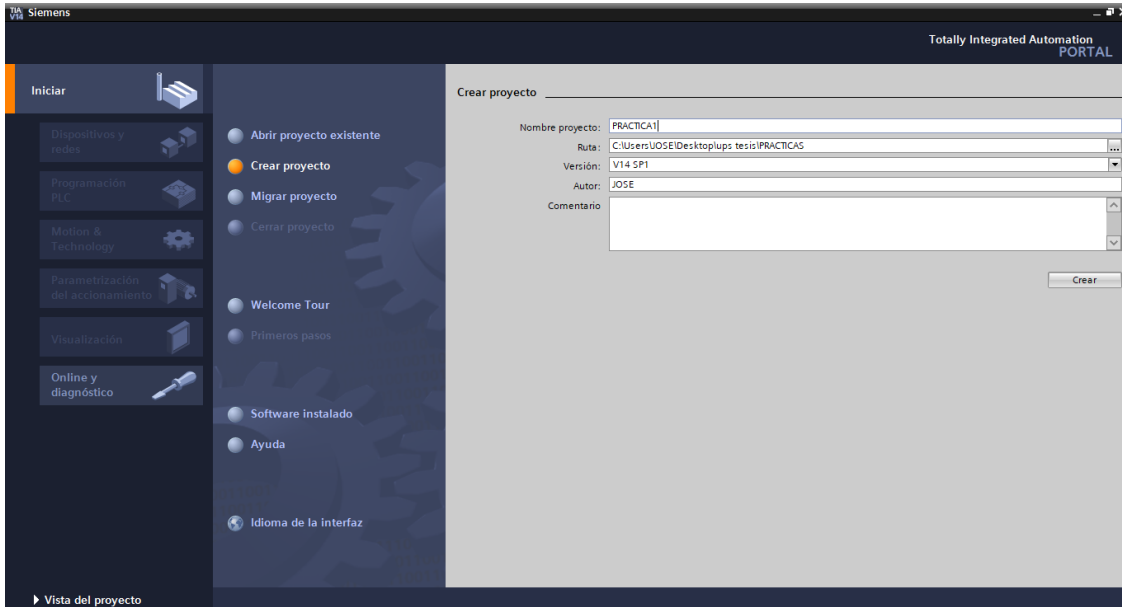 TIA V14 Siemens
Totally Integrated Automation
PORTAL
Iniciar
Dispositivos y
redes
Programación
PLC
Motion &
Technology
Parametrización
del accionamiento
Visualización
Online y
diagnóstico
Vista del proyecto
Abrir proyecto existente
Crear proyecto
Migrar proyecto
Cerrar proyecto
Welcome Tour
Primeros pasos
Software instalado
Ayuda
Idioma de la interfaz
Crear proyecto
Nombre proyecto: PRACTICA1
Ruta: C:\Users\JOSE\Desktop\ups tesis\PRACTICAS
...
Versión: V14 SP1
Autor: JOSE
Comentario
Crear